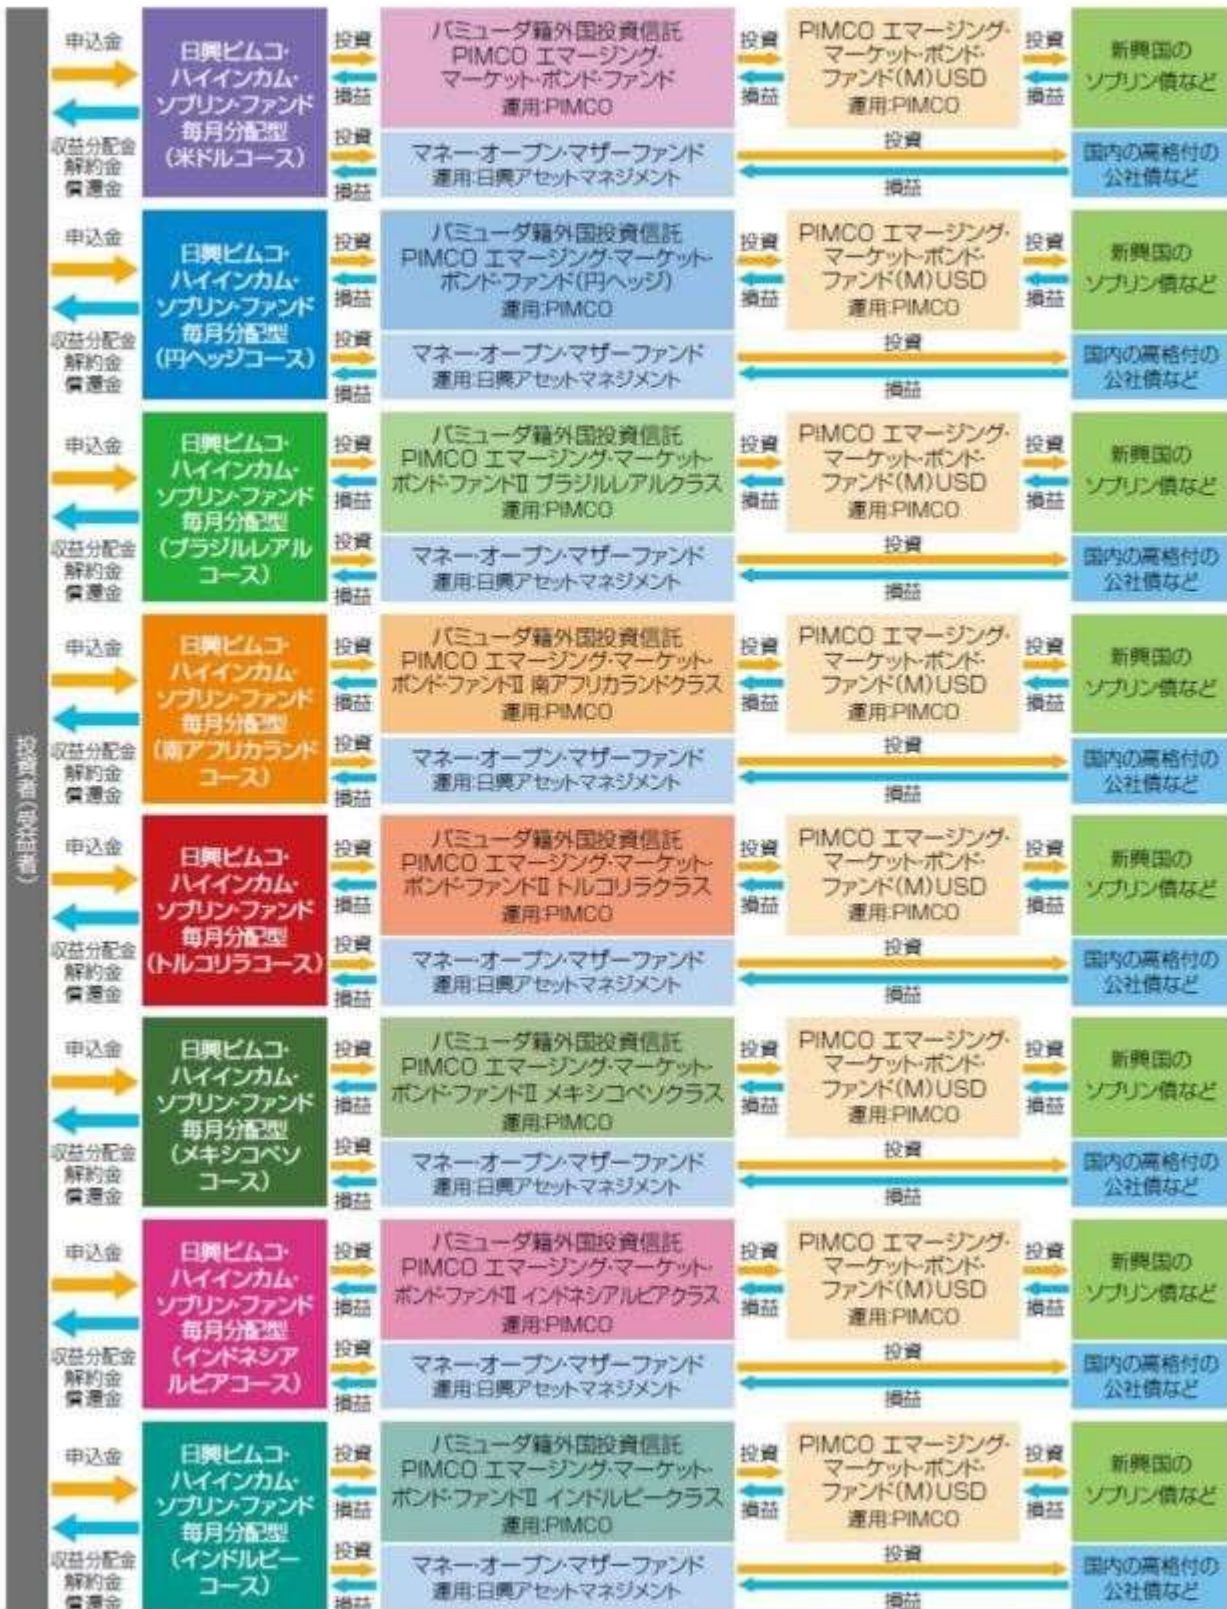 投資者(受益者)
申込金
収益分配金
解約金
償還金
日興ピムコ・
ハイインカム・
ソブリン・ファンド
毎月分配型
(米ドルコース)
投資
損益
投資
損益
バミューダ籍外国投資信託
PIMCO エマージング・
マーケット・ボンド・ファンド
運用:PIMCO
マネー・オープン・マザーファンド
運用:日興アセットマネジメント
投資
損益
PIMCO エマージング・
マーケット・ボンド・
ファンド(M)USD
運用:PIMCO
投資
損益
投資
損益
新興国の
ソブリン債など
国内の高格付の
公社債など
申込金
収益分配金
解約金
償還金
日興ピムコ・
ハイインカム・
ソブリン・ファンド
毎月分配型
(円ヘッジコース)
投資
損益
投資
損益
バミューダ籍外国投資信託
PIMCO エマージング・マーケット・
ボンド・ファンド(円ヘッジ)
運用:PIMCO
マネー・オープン・マザーファンド
運用:日興アセットマネジメント
投資
損益
PIMCO エマージング・
マーケット・ボンド・
ファンド(M)USD
運用:PIMCO
投資
損益
投資
損益
新興国の
ソブリン債など
国内の高格付の
公社債など
申込金
収益分配金
解約金
償還金
日興ピムコ・
ハイインカム・
ソブリン・ファンド
毎月分配型
(ブラジルレアル
コース)
投資
損益
投資
損益
バミューダ籍外国投資信託
PIMCO エマージング・マーケット・
ボンド・ファンドⅡ ブラジルレアルクラス
運用:PIMCO
マネー・オープン・マザーファンド
運用:日興アセットマネジメント
投資
損益
PIMCO エマージング・
マーケット・ボンド・
ファンド(M)USD
運用:PIMCO
投資
損益
投資
損益
新興国の
ソブリン債など
国内の高格付の
公社債など
申込金
収益分配金
解約金
償還金
日興ピムコ・
ハイインカム・
ソブリン・ファンド
毎月分配型
(南アフリカランド
コース)
投資
損益
投資
損益
バミューダ籍外国投資信託
PIMCO エマージング・マーケット・
ボンド・ファンドⅡ 南アフリカランドクラス
運用:PIMCO
マネー・オープン・マザーファンド
運用:日興アセットマネジメント
投資
損益
PIMCO エマージング・
マーケット・ボンド・
ファンド(M)USD
運用:PIMCO
投資
損益
投資
損益
新興国の
ソブリン債など
国内の高格付の
公社債など
申込金
収益分配金
解約金
償還金
日興ピムコ・
ハイインカム・
ソブリン・ファンド
毎月分配型
(トルコリラコース)
投資
損益
投資
損益
バミューダ籍外国投資信託
PIMCO エマージング・マーケット・
ボンド・ファンドⅡ トルコリラクラス
運用:PIMCO
マネー・オープン・マザーファンド
運用:日興アセットマネジメント
投資
損益
PIMCO エマージング・
マーケット・ボンド・
ファンド(M)USD
運用:PIMCO
投資
損益
投資
損益
新興国の
ソブリン債など
国内の高格付の
公社債など
申込金
収益分配金
解約金
償還金
日興ピムコ・
ハイインカム・
ソブリン・ファンド
毎月分配型
(メキシコペソ
コース)
投資
損益
投資
損益
バミューダ籍外国投資信託
PIMCO エマージング・マーケット・
ボンド・ファンドⅡ メキシコペソクラス
運用:PIMCO
マネー・オープン・マザーファンド
運用:日興アセットマネジメント
投資
損益
PIMCO エマージング・
マーケット・ボンド・
ファンド(M)USD
運用:PIMCO
投資
損益
投資
損益
新興国の
ソブリン債など
国内の高格付の
公社債など
申込金
収益分配金
解約金
償還金
日興ピムコ・
ハイインカム・
ソブリン・ファンド
毎月分配型
(インドネシア
ルピアコース)
投資
損益
投資
損益
バミューダ籍外国投資信託
PIMCO エマージング・マーケット・
ボンド・ファンドⅡ インドネシアルピアクラス
運用:PIMCO
マネー・オープン・マザーファンド
運用:日興アセットマネジメント
投資
損益
PIMCO エマージング・
マーケット・ボンド・
ファンド(M)USD
運用:PIMCO
投資
損益
投資
損益
新興国の
ソブリン債など
国内の高格付の
公社債など
申込金
収益分配金
解約金
償還金
日興ピムコ・
ハイインカム・
ソブリン・ファンド
毎月分配型
(インドルピー
コース)
投資
損益
投資
損益
バミューダ籍外国投資信託
PIMCO エマージング・マーケット・
ボンド・ファンドⅡ インドルピークラス
運用:PIMCO
マネー・オープン・マザーファンド
運用:日興アセットマネジメント
投資
損益
PIMCO エマージング・
マーケット・ボンド・
ファンド(M)USD
運用:PIMCO
投資
損益
投資
損益
新興国の
ソブリン債など
国内の高格付の
公社債など